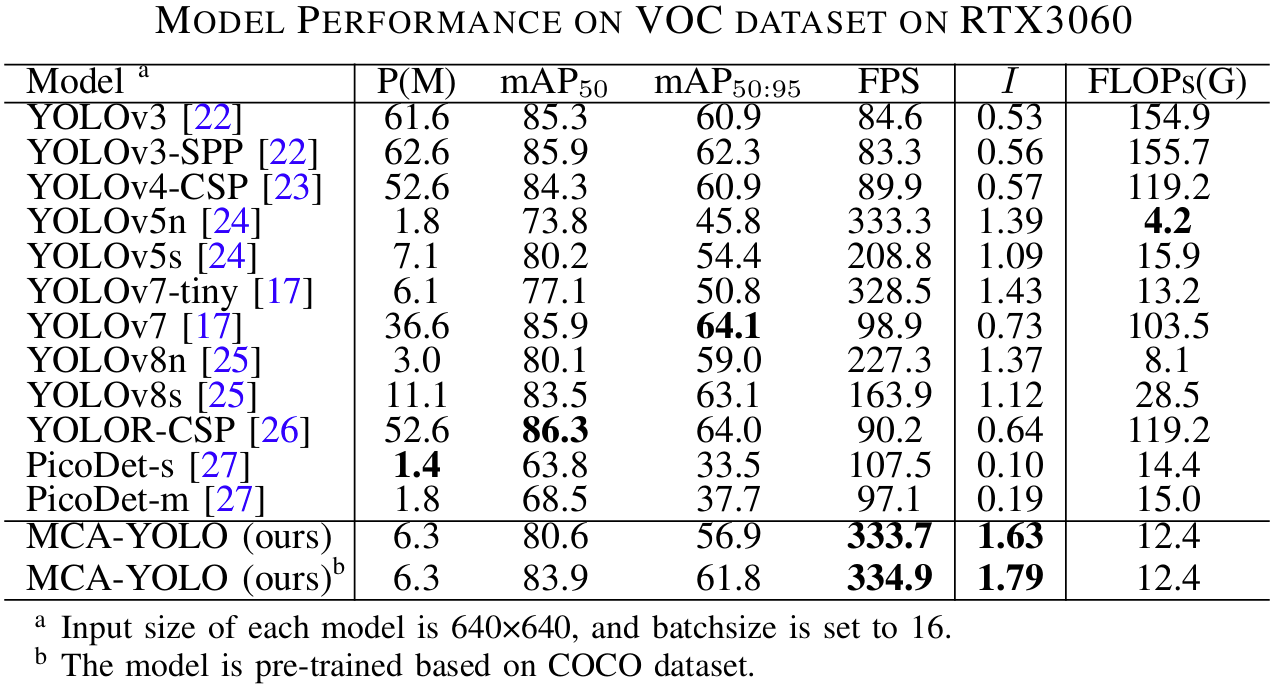 MODEL PERFORMANCE ON VOC DATASET ON RTX3060
Model a P(M) mAP50 mAP50:95 FPS I FLOPs(G)
YOLOv3 [22] 61.6 85.3 60.9 84.6 0.53 154.9
YOLOv3-SPP [22] 62.6 85.9 62.3 83.3 0.56 155.7
YOLOv4-CSP [23] 52.6 84.3 60.9 89.9 0.57 119.2
YOLOv5n [24] 1.8 73.8 45.8 333.3 1.39 4.2
YOLOv5s [24] 7.1 80.2 54.4 208.8 1.09 15.9
YOLOv7-tiny [17] 6.1 77.1 50.8 328.5 1.43 13.2
YOLOv7 [17] 36.6 85.9 64.1 98.9 0.73 103.5
YOLOv8n [25] 3.0 80.1 59.0 227.3 1.37 8.1
YOLOv8s [25] 11.1 83.5 63.1 163.9 1.12 28.5
YOLOR-CSP [26] 52.6 86.3 64.0 90.2 0.64 119.2
PicoDet-s [27] 1.4 63.8 33.5 107.5 0.10 14.4
PicoDet-m [27] 1.8 68.5 37.7 97.1 0.19 15.0
MCA-YOLO (ours) 6.3 80.6 56.9 333.7 1.63 12.4
MCA-YOLO (ours)b 6.3 83.9 61.8 334.9 1.79 12.4
a Input size of each model is 640×640, and batchsize is set to 16.
b The model is pre-trained based on COCO dataset.